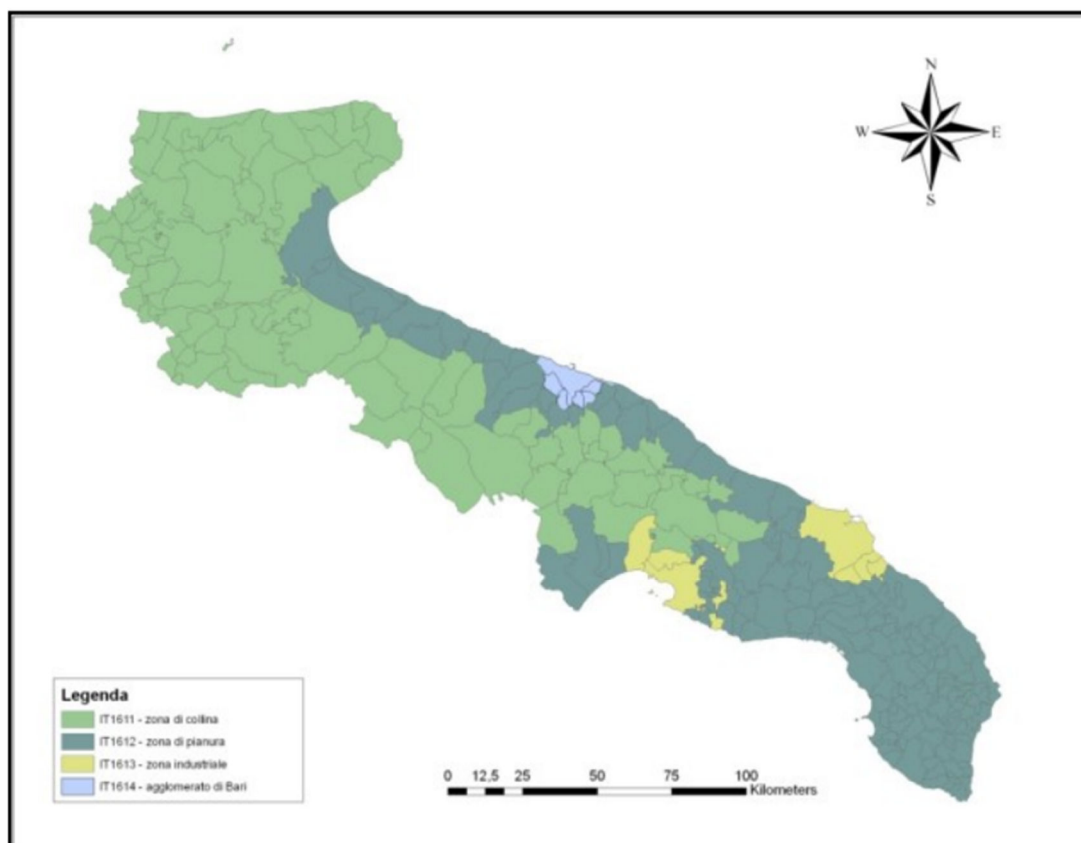 N
W E
S
Legenda
IT1611 - zona di collina
IT1612 - zona di pianura
IT1613 - zona industriale
IT1614 - agglomerato di Bari
0 12,5 25 50 75 100
Kilometers